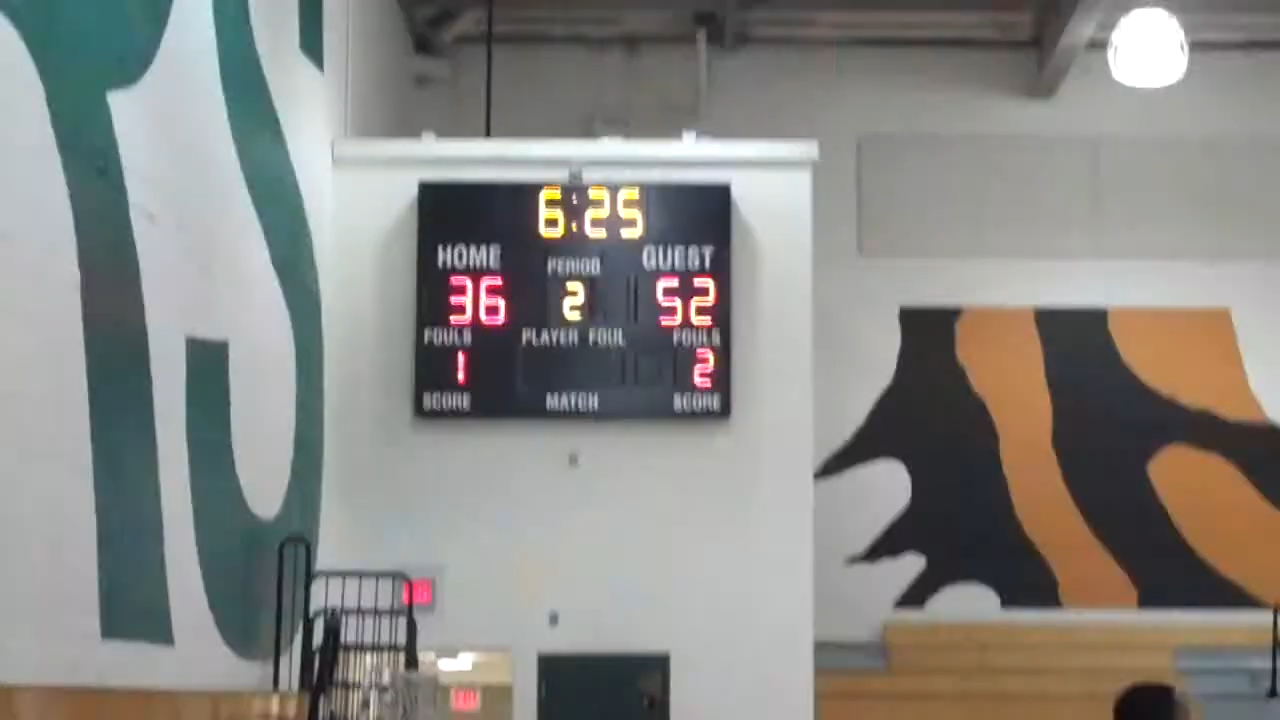 6:25
HOME PERIOD GUEST
36 2 52
FOULS PLAYER FOUL FOULS
1 2
SCORE MATCH SCORE